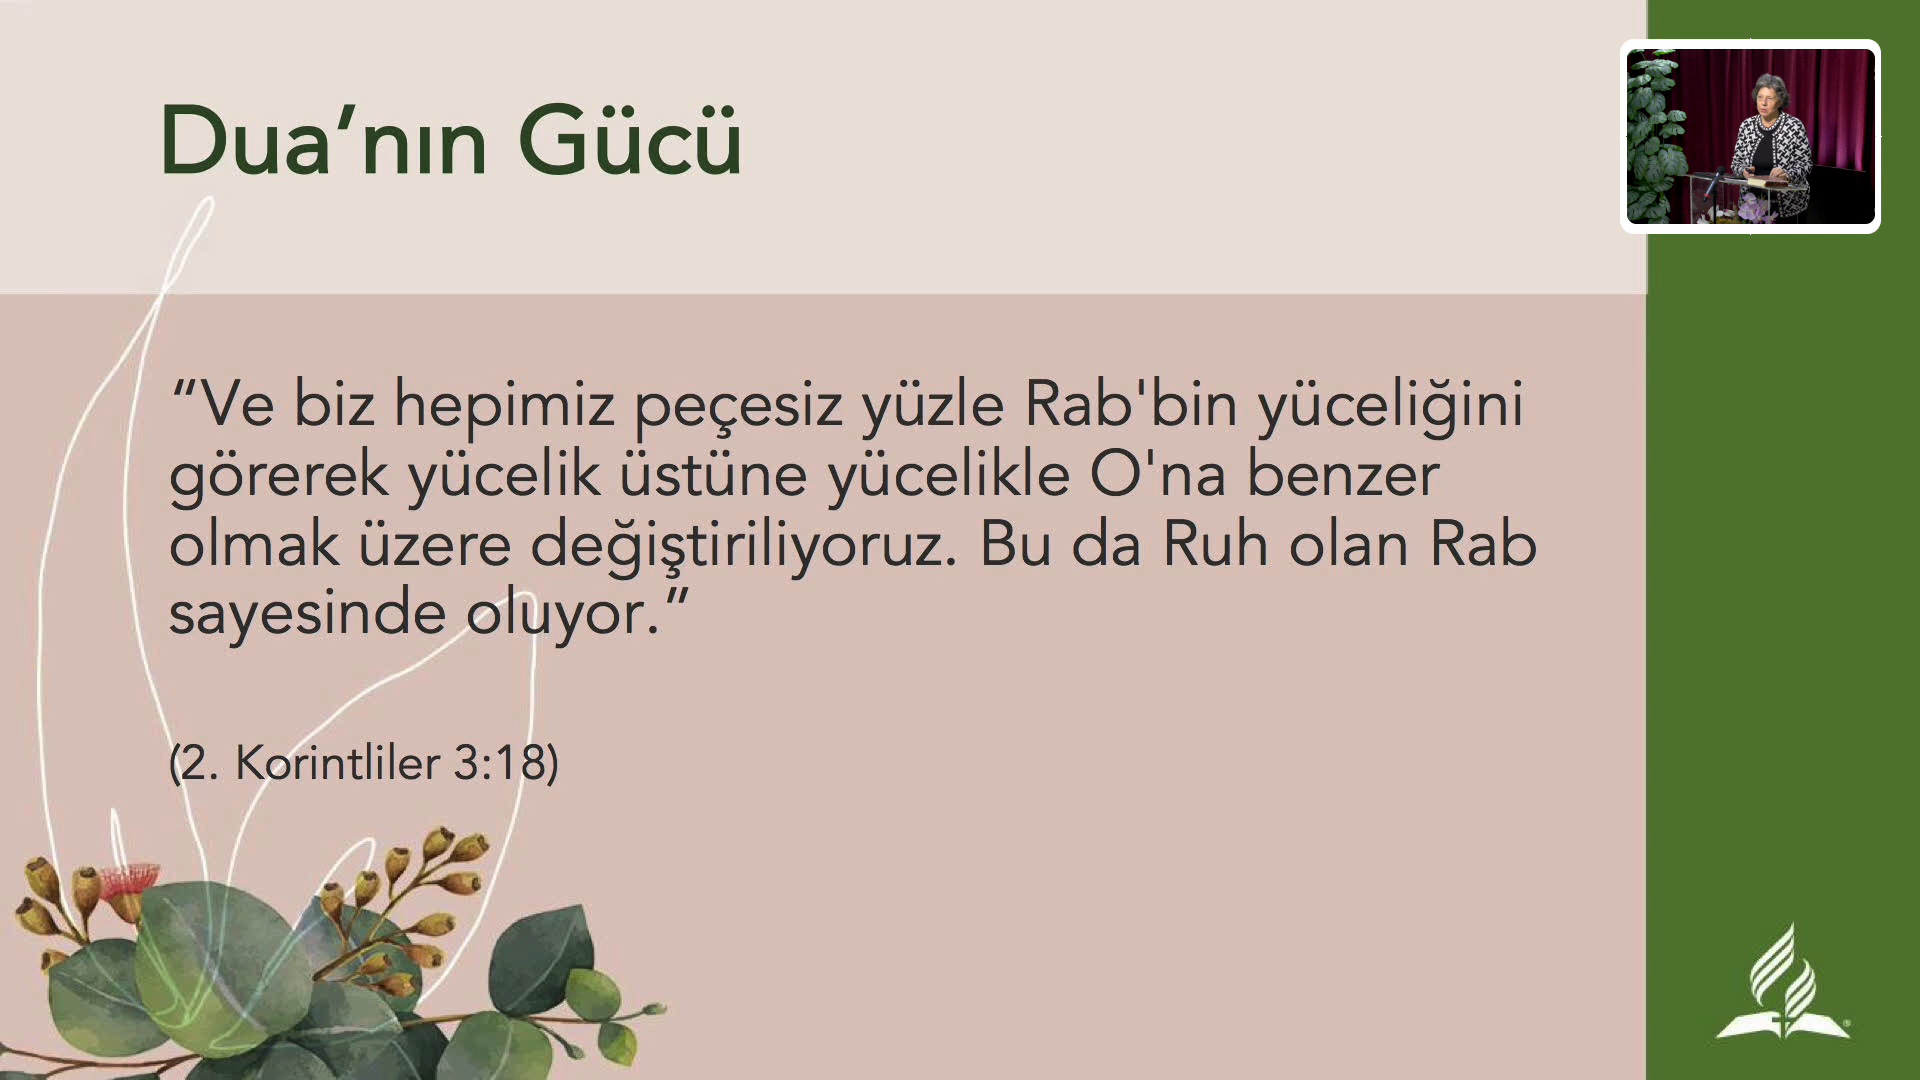 Dua’nın Gücü
“Ve biz hepimiz peçesiz yüzle Rab'bin yüceliğini
görerek yücelik üstüne yücelikle O'na benzer
olmak üzere değiştiriliyoruz. Bu da Ruh olan Rab
sayesinde oluyor.”
(2. Korintliler 3:18)